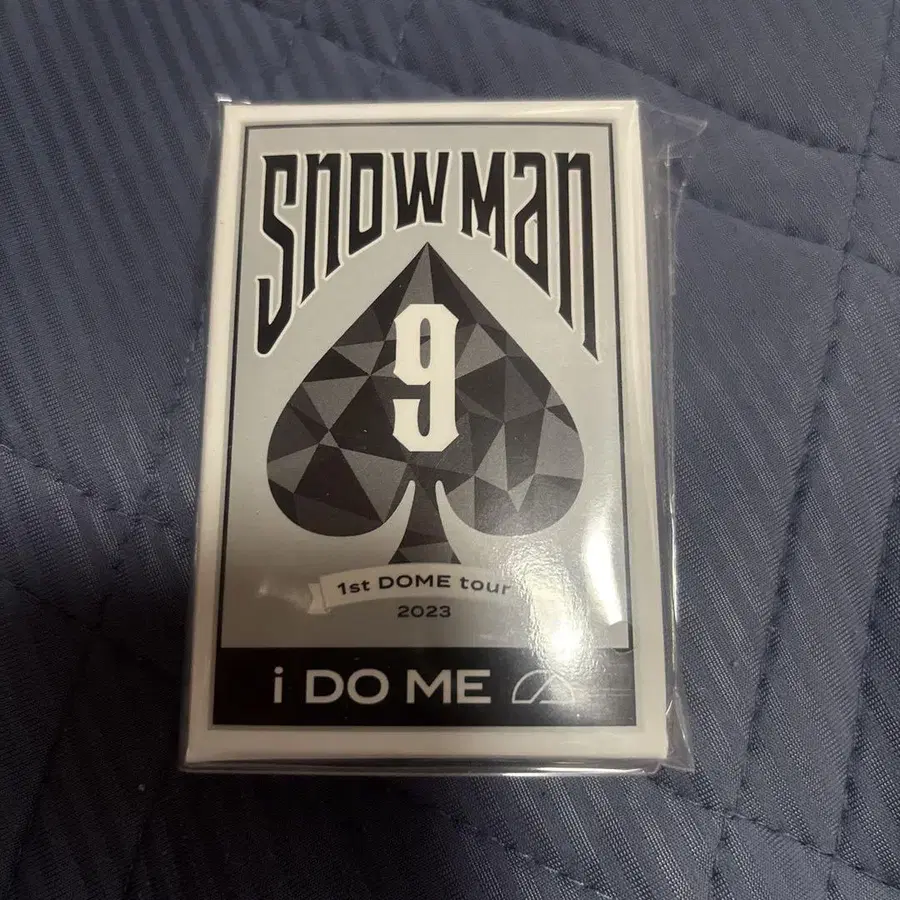 SnowMan
9
1st DOME tour
2023
i DO ME